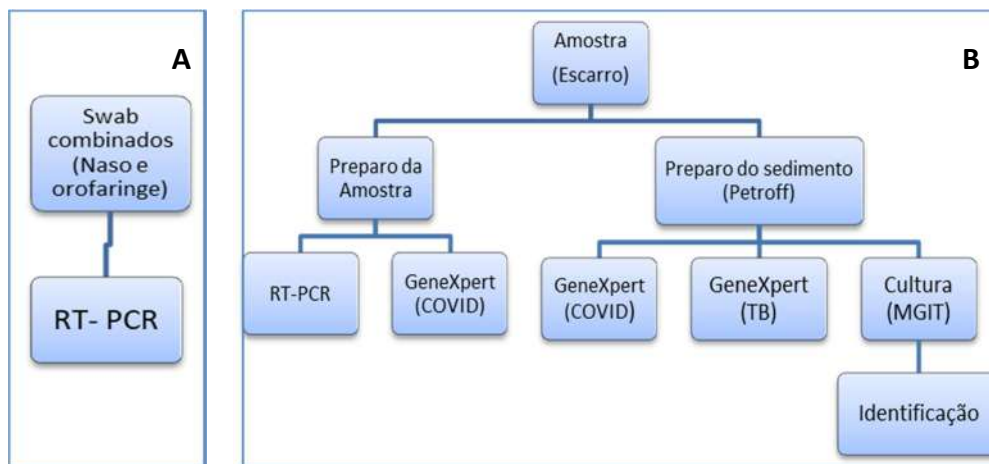 A
Swab
combinados
(Naso e
orofaringe)
RT- PCR
B
Amostra
(Escarro)
Preparo da
Amostra
Preparo do sedimento
(Petroff)
RT-PCR
GeneXpert
(COVID)
GeneXpert
(COVID)
GeneXpert
(TB)
Cultura
(MGIT)
Identificação